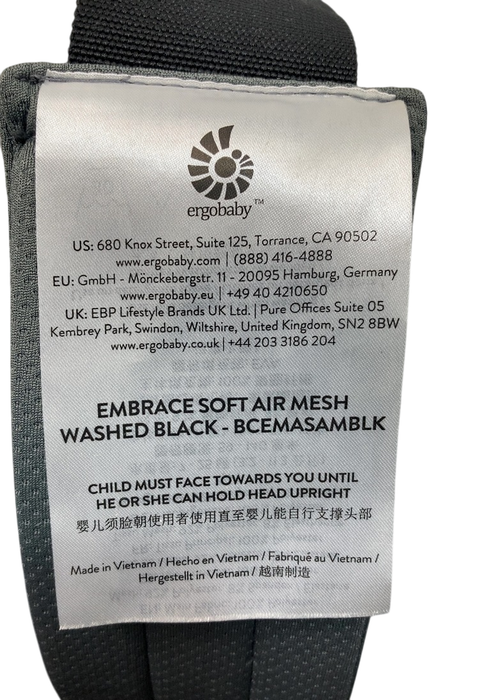 ergobaby™
US: 680 Knox Street, Suite 125, Torrance, CA 90502
www.ergobaby.com | (888) 416-4888
EU: GmbH - Mönckebergstr. 11 - 20095 Hamburg, Germany
www.ergobaby.eu | +49 40 4210650
UK: EBP Lifestyle Brands UK Ltd. | Pure Offices Suite 05
Kembrey Park, Swindon, Wiltshire, United Kingdom, SN2 8BW
www.ergobaby.co.uk | +44 203 3186 204
EMBRACE SOFT AIR MESH
WASHED BLACK - BCEMASAMBLK
CHILD MUST FACE TOWARDS YOU UNTIL
HE OR SHE CAN HOLD HEAD UPRIGHT
婴儿须脸朝使用者使用直至婴儿能自行支撑头部
Made in Vietnam / Hecho en Vietnam / Fabriqué au Vietnam /
Hergestellt in Vietnam / 越南制造